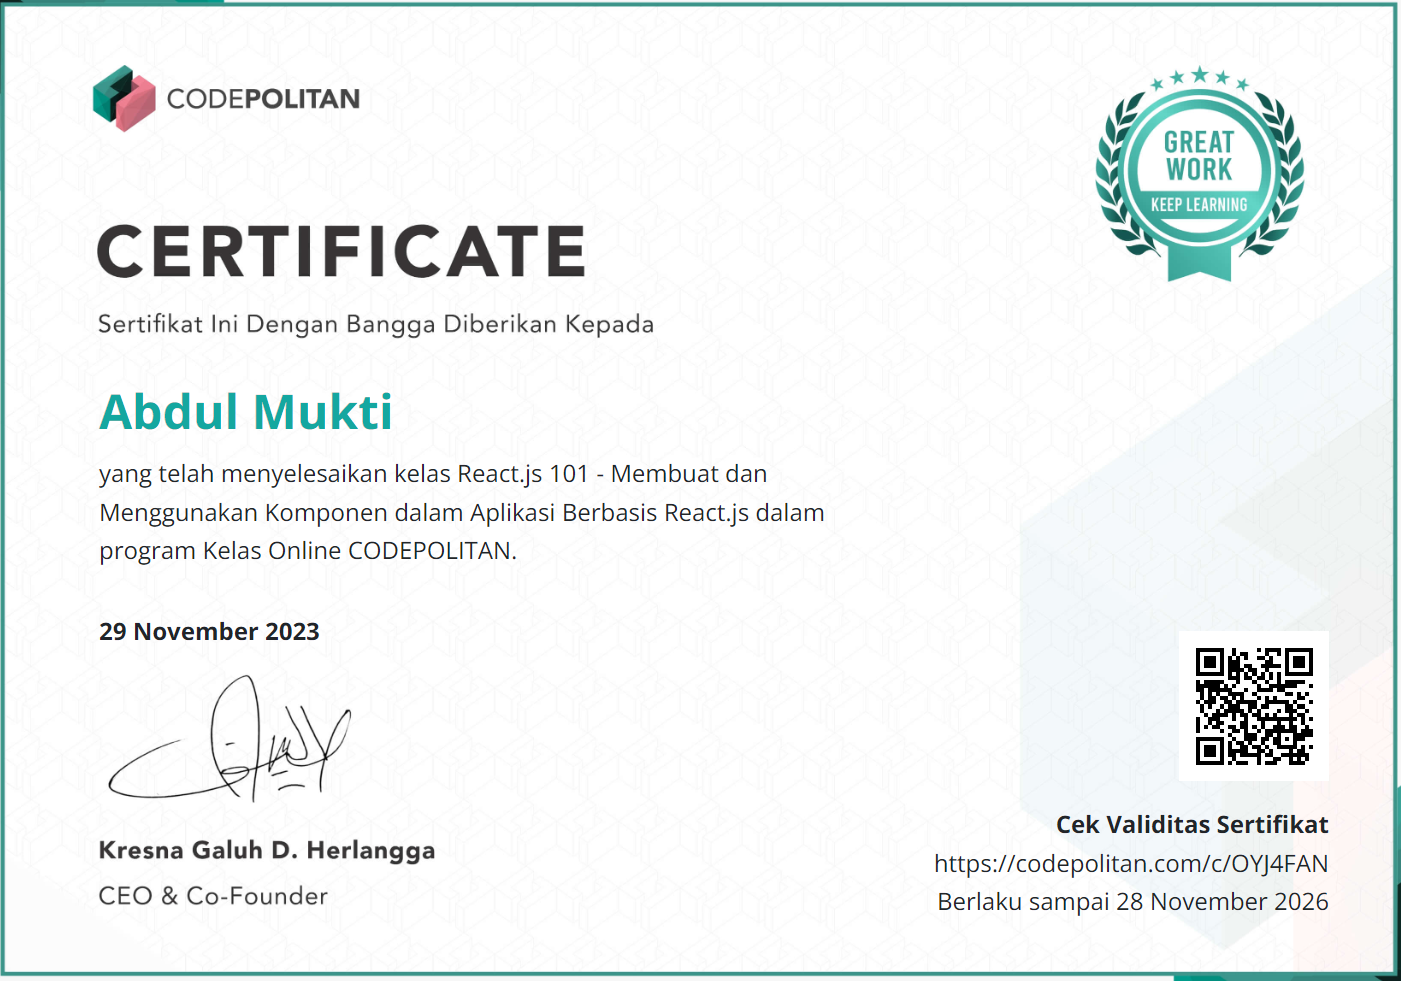 CODEPOLITAN
GREAT
WORK
KEEP LEARNING
CERTIFICATE
Sertifikat Ini Dengan Bangga Diberikan Kepada
Abdul Mukti
yang telah menyelesaikan kelas React.js 101 - Membuat dan
Menggunakan Komponen dalam Aplikasi Berbasis React.js dalam
program Kelas Online CODEPOLITAN.
29 November 2023
Kresna Galuh D. Herlangga
CEO & Co-Founder
Cek Validitas Sertifikat
https://codepolitan.com/c/OYJ4FAN
Berlaku sampai 28 November 2026